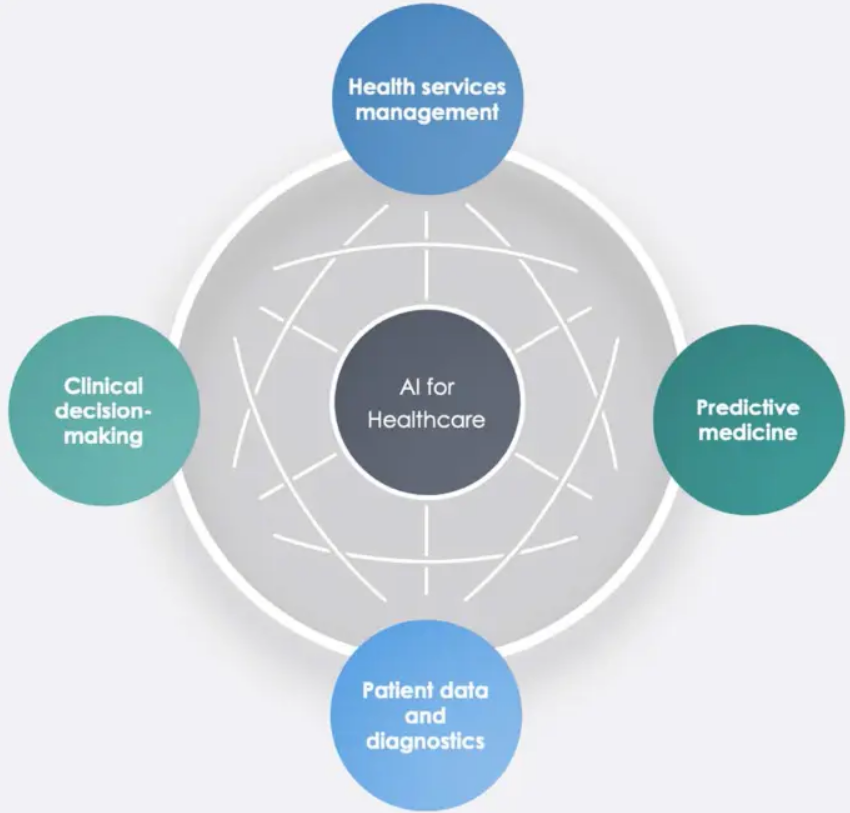 Health services
management
Clinical
decision-
making
AI for
Healthcare
Predictive
medicine
Patient data
and
diagnostics